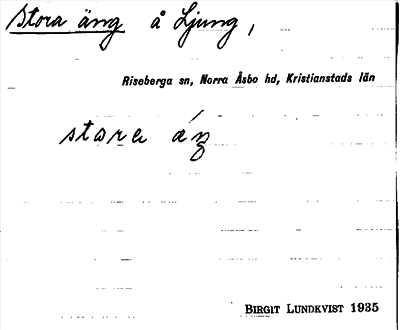 Stora äng å Ljung,
Riseberga sn, Norra Åsbo hd, Kristianstads län
BIRGIT LUNDKVIST 1935